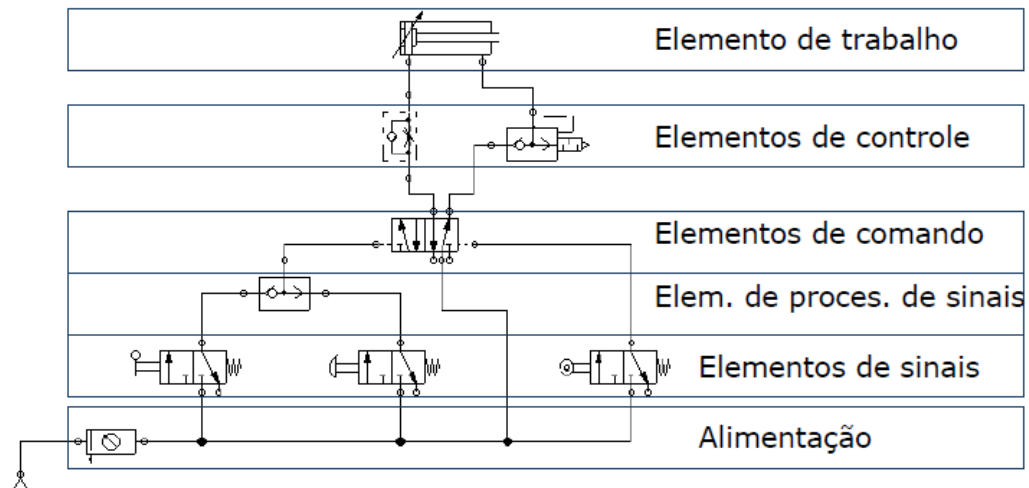 Elemento de trabalho
Elementos de controle
Elementos de comando
Elem. de proces. de sinais
Elementos de sinais
Alimentação